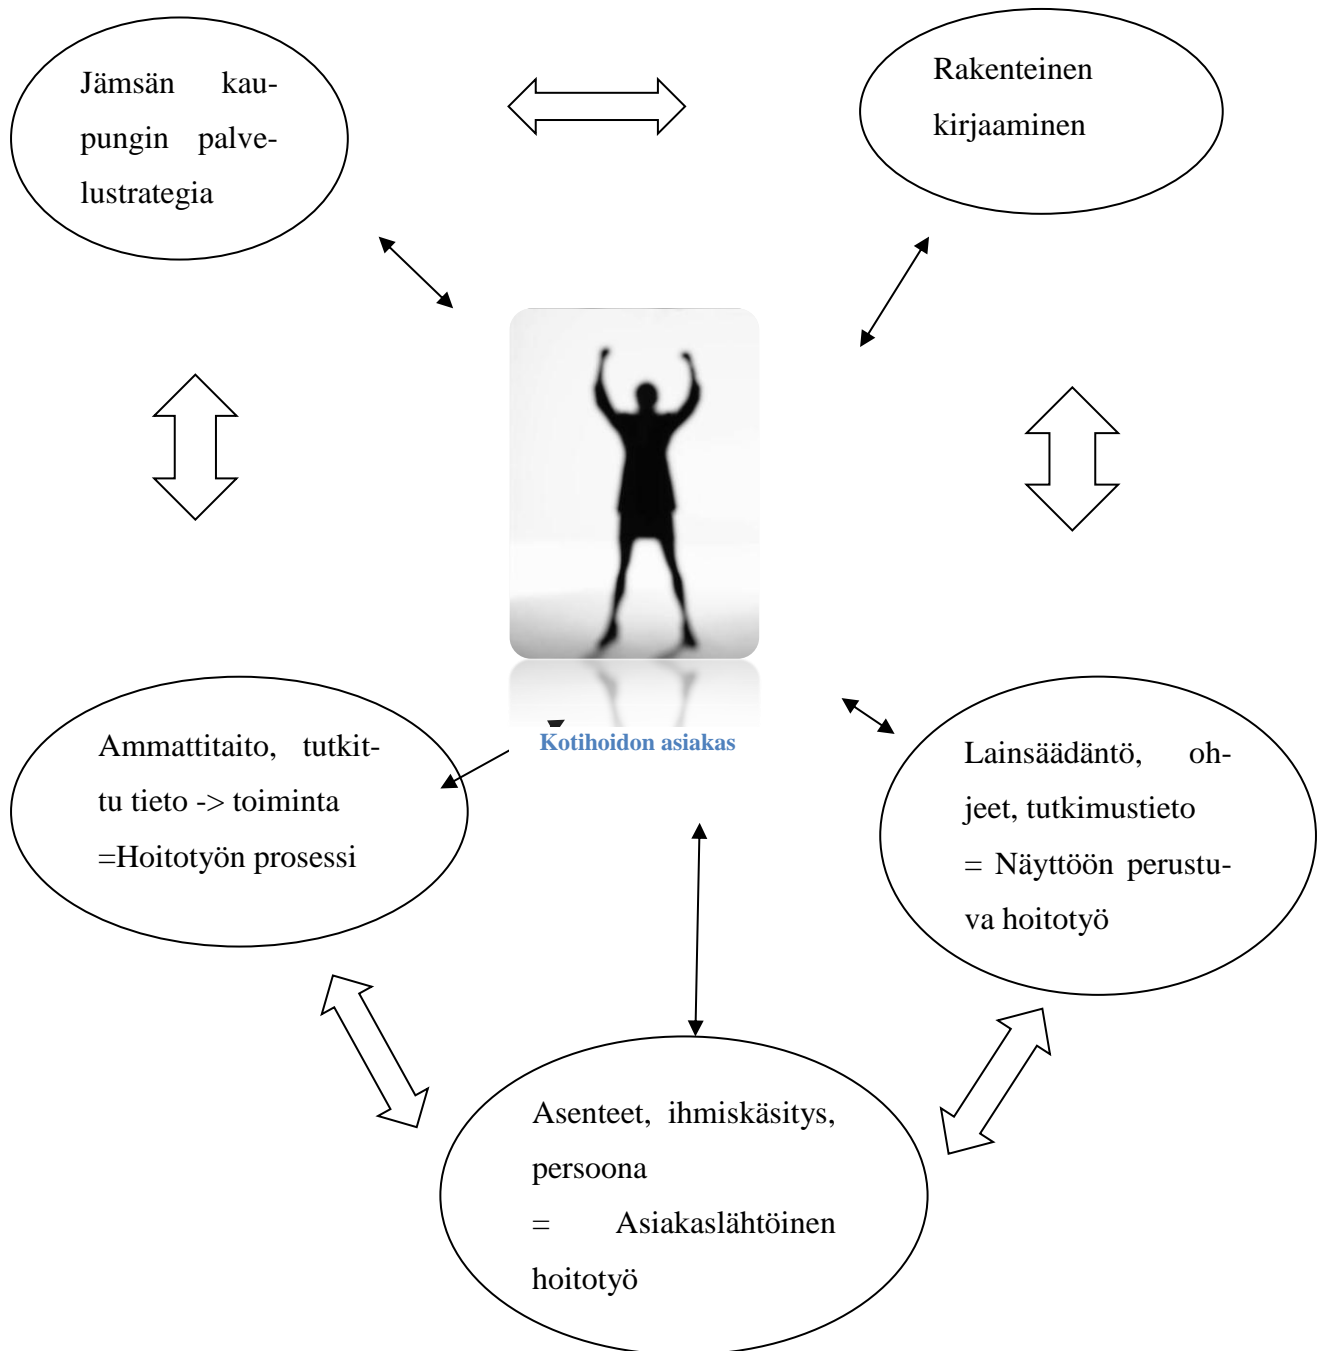 Jämsän kau-
pungin palve-
lustrategia
Rakenteinen
kirjaaminen
Kotihoidon asiakas
Ammattitaito, tutkit-
tu tieto -> toiminta
=Hoitotyön prosessi
Lainsäädäntö, oh-
jeet, tutkimustieto
= Näyttöön perustu-
va hoitotyö
Asenteet, ihmiskäsitys,
persoona
= Asiakaslähtöinen
hoitotyö